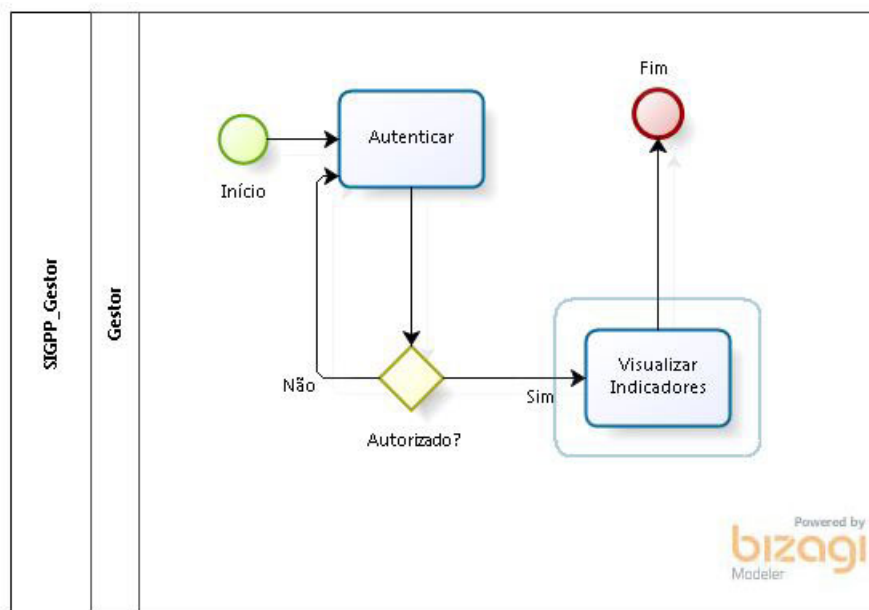 SIGPP_Gestor
Gestor
Início
Autenticar
Autorizado?
Não
Sim
Visualizar
Indicadores
Fim
Powered by
bizagi
Modeler